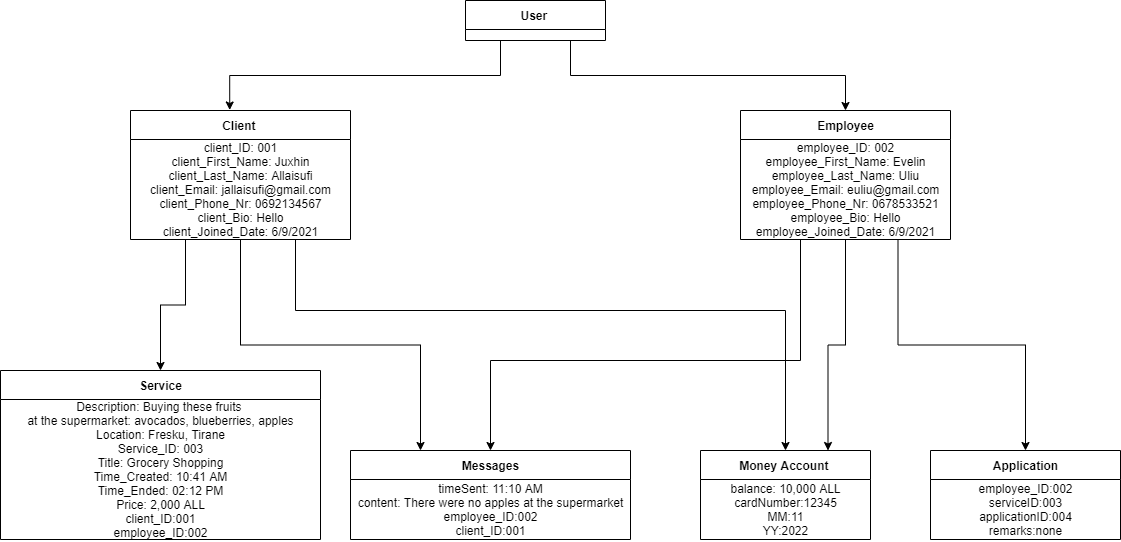 User
Client
client_ID: 001
client_First_Name: Juxhin
client_Last_Name: Allaisufi
client_Email: jallaisufi@gmail.com
client_Phone_Nr: 0692134567
client_Bio: Hello
client_Joined_Date: 6/9/2021
Employee
employee_ID: 002
employee_First_Name: Evelin
employee_Last_Name: Uliu
employee_Email: euliu@gmail.com
employee_Phone_Nr: 0678533521
employee_Bio: Hello
employee_Joined_Date: 6/9/2021
Service
Description: Buying these fruits
at the supermarket: avocados, blueberries, apples
Location: Fresku, Tirane
Service_ID: 003
Title: Grocery Shopping
Time_Created: 10:41 AM
Time_Ended: 02:12 PM
Price: 2,000 ALL
client_ID:001
employee_ID:002
Messages
timeSent: 11:10 AM
content: There were no apples at the supermarket
employee_ID:002
client_ID:001
Money Account
balance: 10,000 ALL
cardNumber:12345
MM:11
YY:2022
Application
employee_ID:002
serviceID:003
applicationID:004
remarks:none